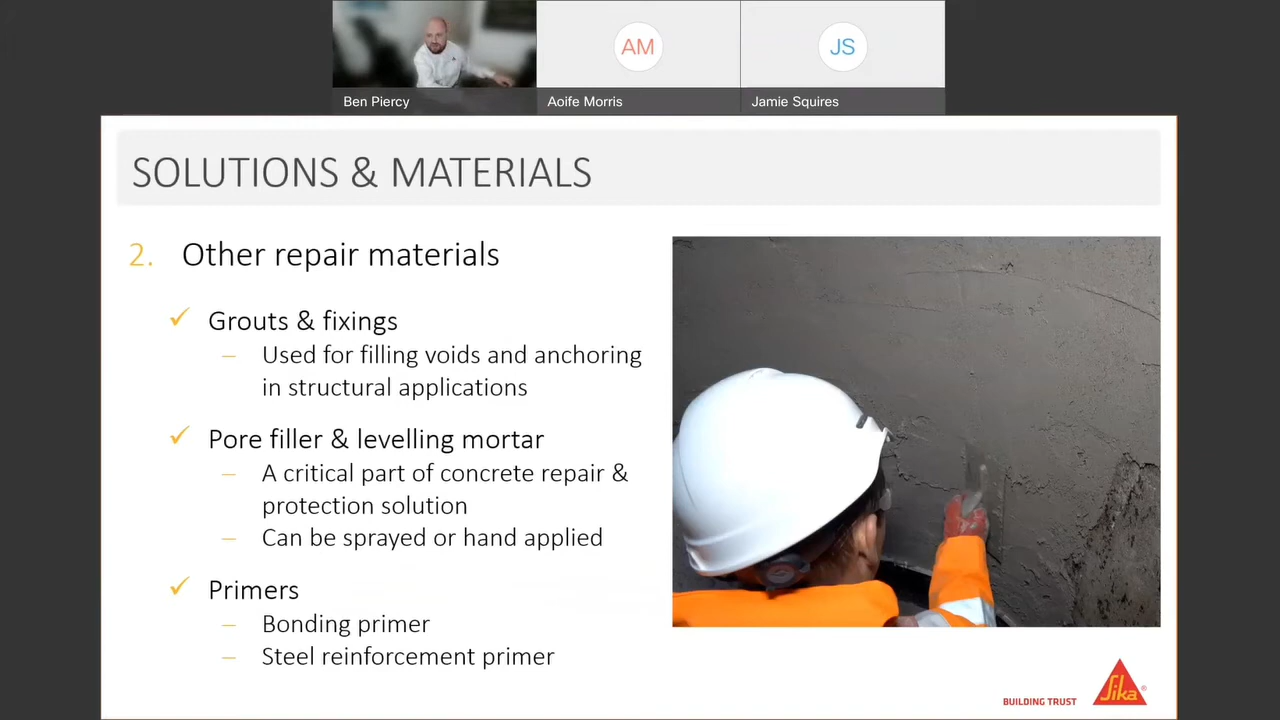 AM
JS
Ben Piercy
Aoife Morris
Jamie Squires
SOLUTIONS & MATERIALS
2. Other repair materials
✓ Grouts & fixings
– Used for filling voids and anchoring
in structural applications
✓ Pore filler & levelling mortar
– A critical part of concrete repair &
protection solution
– Can be sprayed or hand applied
✓ Primers
– Bonding primer
– Steel reinforcement primer
BUILDING TRUST
Sika®